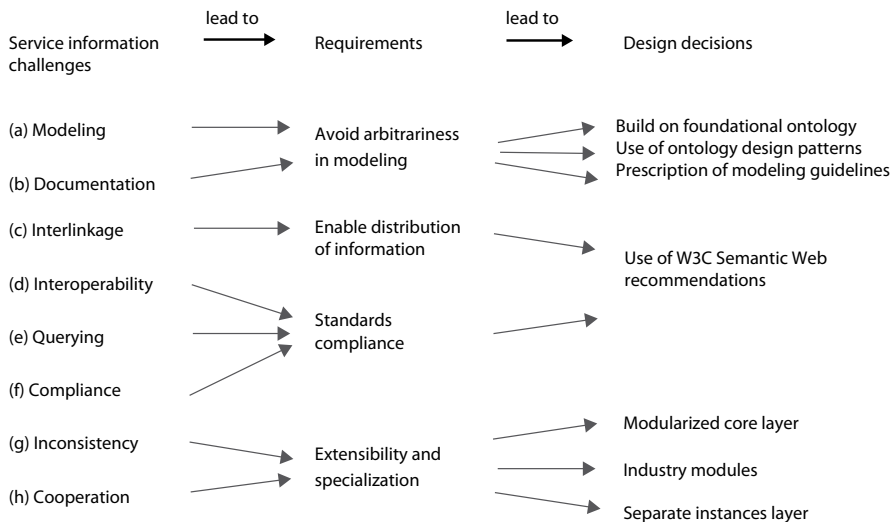 lead to
lead to
Service information
challenges
Requirements
Design decisions
(a) Modeling
(b) Documentation
(c) Interlinkage
(d) Interoperability
(e) Querying
(f) Compliance
(g) Inconsistency
(h) Cooperation
Avoid arbitrariness
in modeling
Enable distribution
of information
Standards
compliance
Extensibility and
specialization
Build on foundational ontology
Use of ontology design patterns
Prescription of modeling guidelines
Use of W3C Semantic Web
recommendations
Modularized core layer
Industry modules
Separate instances layer